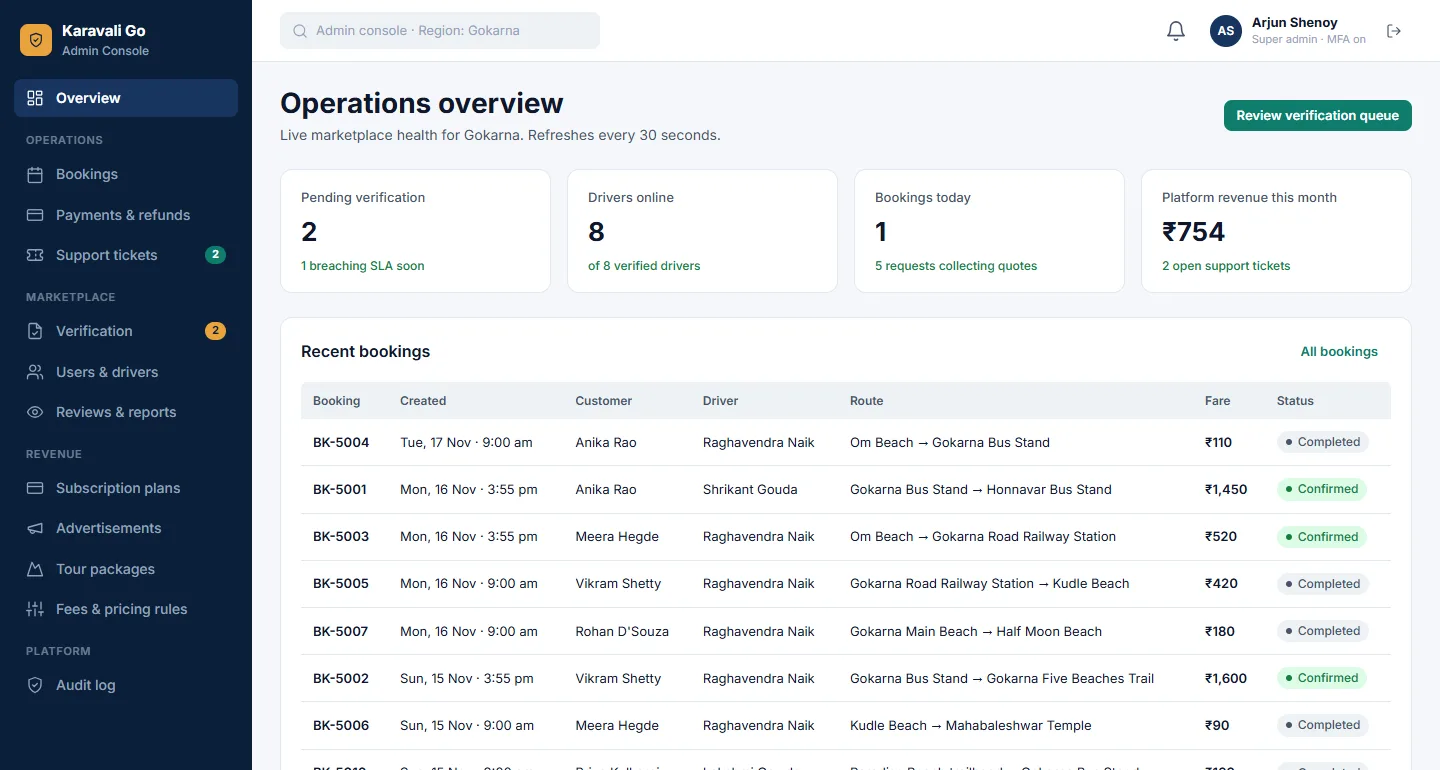 Karavali Go
Admin Console
Overview
OPERATIONS
Bookings
Payments & refunds
Support tickets 2
MARKETPLACE
Verification 2
Users & drivers
Reviews & reports
REVENUE
Subscription plans
Advertisements
Tour packages
Fees & pricing rules
PLATFORM
Audit log
Admin console · Region: Gokarna
AS
Arjun Shenoy
Super admin · MFA on
Operations overview
Live marketplace health for Gokarna. Refreshes every 30 seconds.
Review verification queue
Pending verification
2
1 breaching SLA soon
Drivers online
8
of 8 verified drivers
Bookings today
1
5 requests collecting quotes
Platform revenue this month
₹754
2 open support tickets
Recent bookings
All bookings
Booking Created Customer Driver Route Fare Status
BK-5004 Tue, 17 Nov · 9:00 am Anika Rao Raghavendra Naik Om Beach → Gokarna Bus Stand ₹110 Completed
BK-5001 Mon, 16 Nov · 3:55 pm Anika Rao Shrikant Gouda Gokarna Bus Stand → Honnavar Bus Stand ₹1,450 Confirmed
BK-5003 Mon, 16 Nov · 3:55 pm Meera Hegde Raghavendra Naik Om Beach → Gokarna Road Railway Station ₹520 Confirmed
BK-5005 Mon, 16 Nov · 9:00 am Vikram Shetty Raghavendra Naik Gokarna Road Railway Station → Kudle Beach ₹420 Completed
BK-5007 Mon, 16 Nov · 9:00 am Rohan D'Souza Raghavendra Naik Gokarna Main Beach → Half Moon Beach ₹180 Completed
BK-5002 Sun, 15 Nov · 3:55 pm Vikram Shetty Raghavendra Naik Gokarna Bus Stand → Gokarna Five Beaches Trail ₹1,600 Confirmed
BK-5006 Sun, 15 Nov · 9:00 am Meera Hegde Raghavendra Naik Kudle Beach → Mahabaleshwar Temple ₹90 Completed